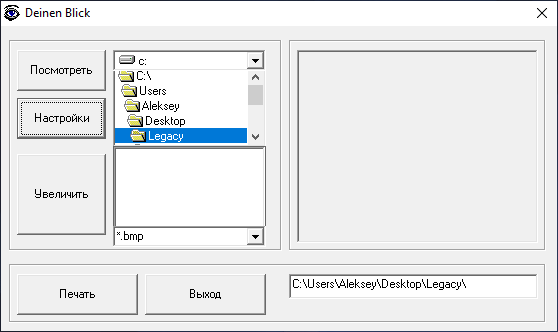 Deinen Blick
Посмотреть
Настройки
Увеличить
c:
C:\
Users
Aleksey
Desktop
Legacy
*.bmp
Печать
Выход
C:\Users\Aleksey\Desktop\Legacy\